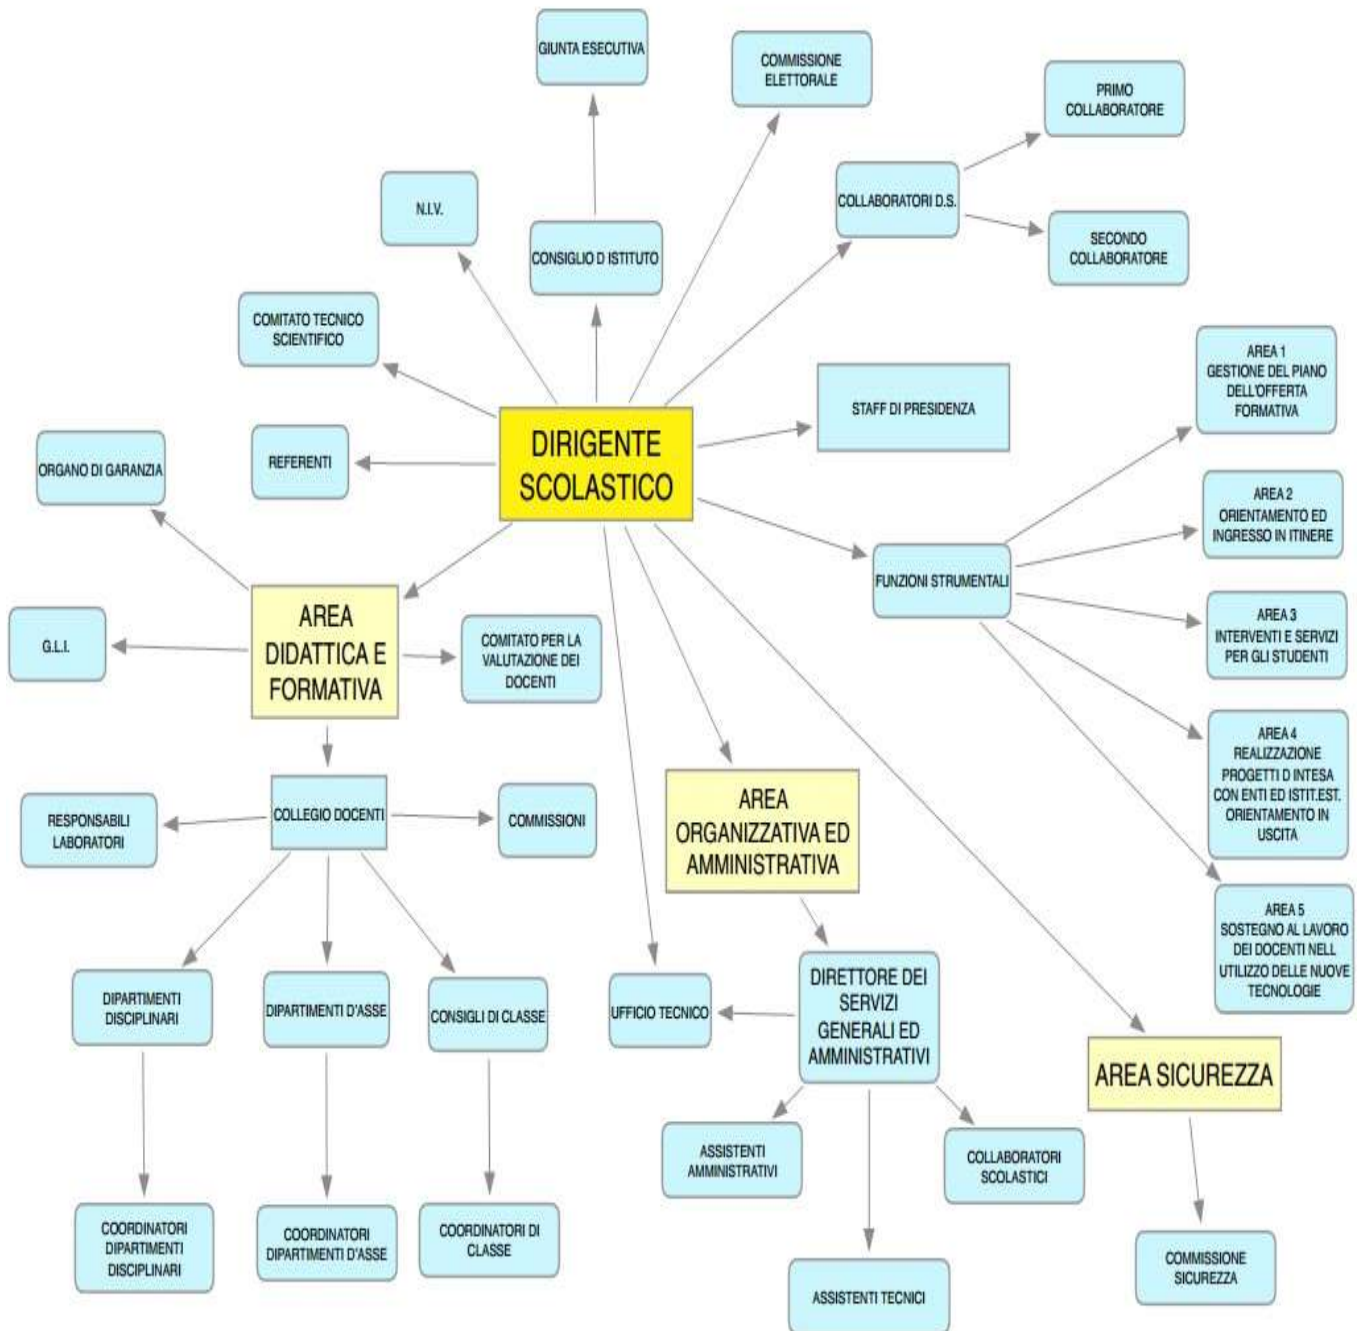 GIUNTA ESECUTIVA
COMMISSIONE
ELETTORALE
PRIMO
COLLABORATORE
N.I.V.
CONSIGLIO D ISTITUTO
COLLABORATORI D.S.
SECONDO
COLLABORATORE
COMITATO TECNICO
SCIENTIFICO
STAFF DI PRESIDENZA
AREA 1
GESTIONE DEL PIANO
DELL'OFFERTA
FORMATIVA
ORGANO DI GARANZIA
REFERENTI
DIRIGENTE
SCOLASTICO
AREA 2
ORIENTAMENTO ED
INGRESSO IN ITINERE
FUNZIONI STRUMENTALI
G.L.I.
AREA
DIDATTICA E
FORMATIVA
COMITATO PER LA
VALUTAZIONE DEI
DOCENTI
AREA 3
INTERVENTI E SERVIZI
PER GLI STUDENTI
AREA 4
REALIZZAZIONE
PROGETTI D INTESA
CON ENTI ED ISTIT.EST.
ORIENTAMENTO IN
USCITA
RESPONSABILI
LABORATORI
COLLEGIO DOCENTI
COMMISSIONI
AREA
ORGANIZZATIVA ED
AMMINISTRATIVA
AREA 5
SOSTEGNO AL LAVORO
DEI DOCENTI NELL
UTILIZZO DELLE NUOVE
TECNOLOGIE
DIPARTIMENTI
DISCIPLINARI
DIPARTIMENTI D'ASSE
CONSIGLI DI CLASSE
UFFICIO TECNICO
DIRETTORE DEI
SERVIZI
GENERALI ED
AMMINISTRATIVI
AREA SICUREZZA
ASSISTENTI
AMMINISTRATIVI
COLLABORATORI
SCOLASTICI
COORDINATORI
DIPARTIMENTI
DISCIPLINARI
COORDINATORI
DIPARTIMENTI D'ASSE
COORDINATORI DI
CLASSE
ASSISTENTI TECNICI
COMMISSIONE
SICUREZZA